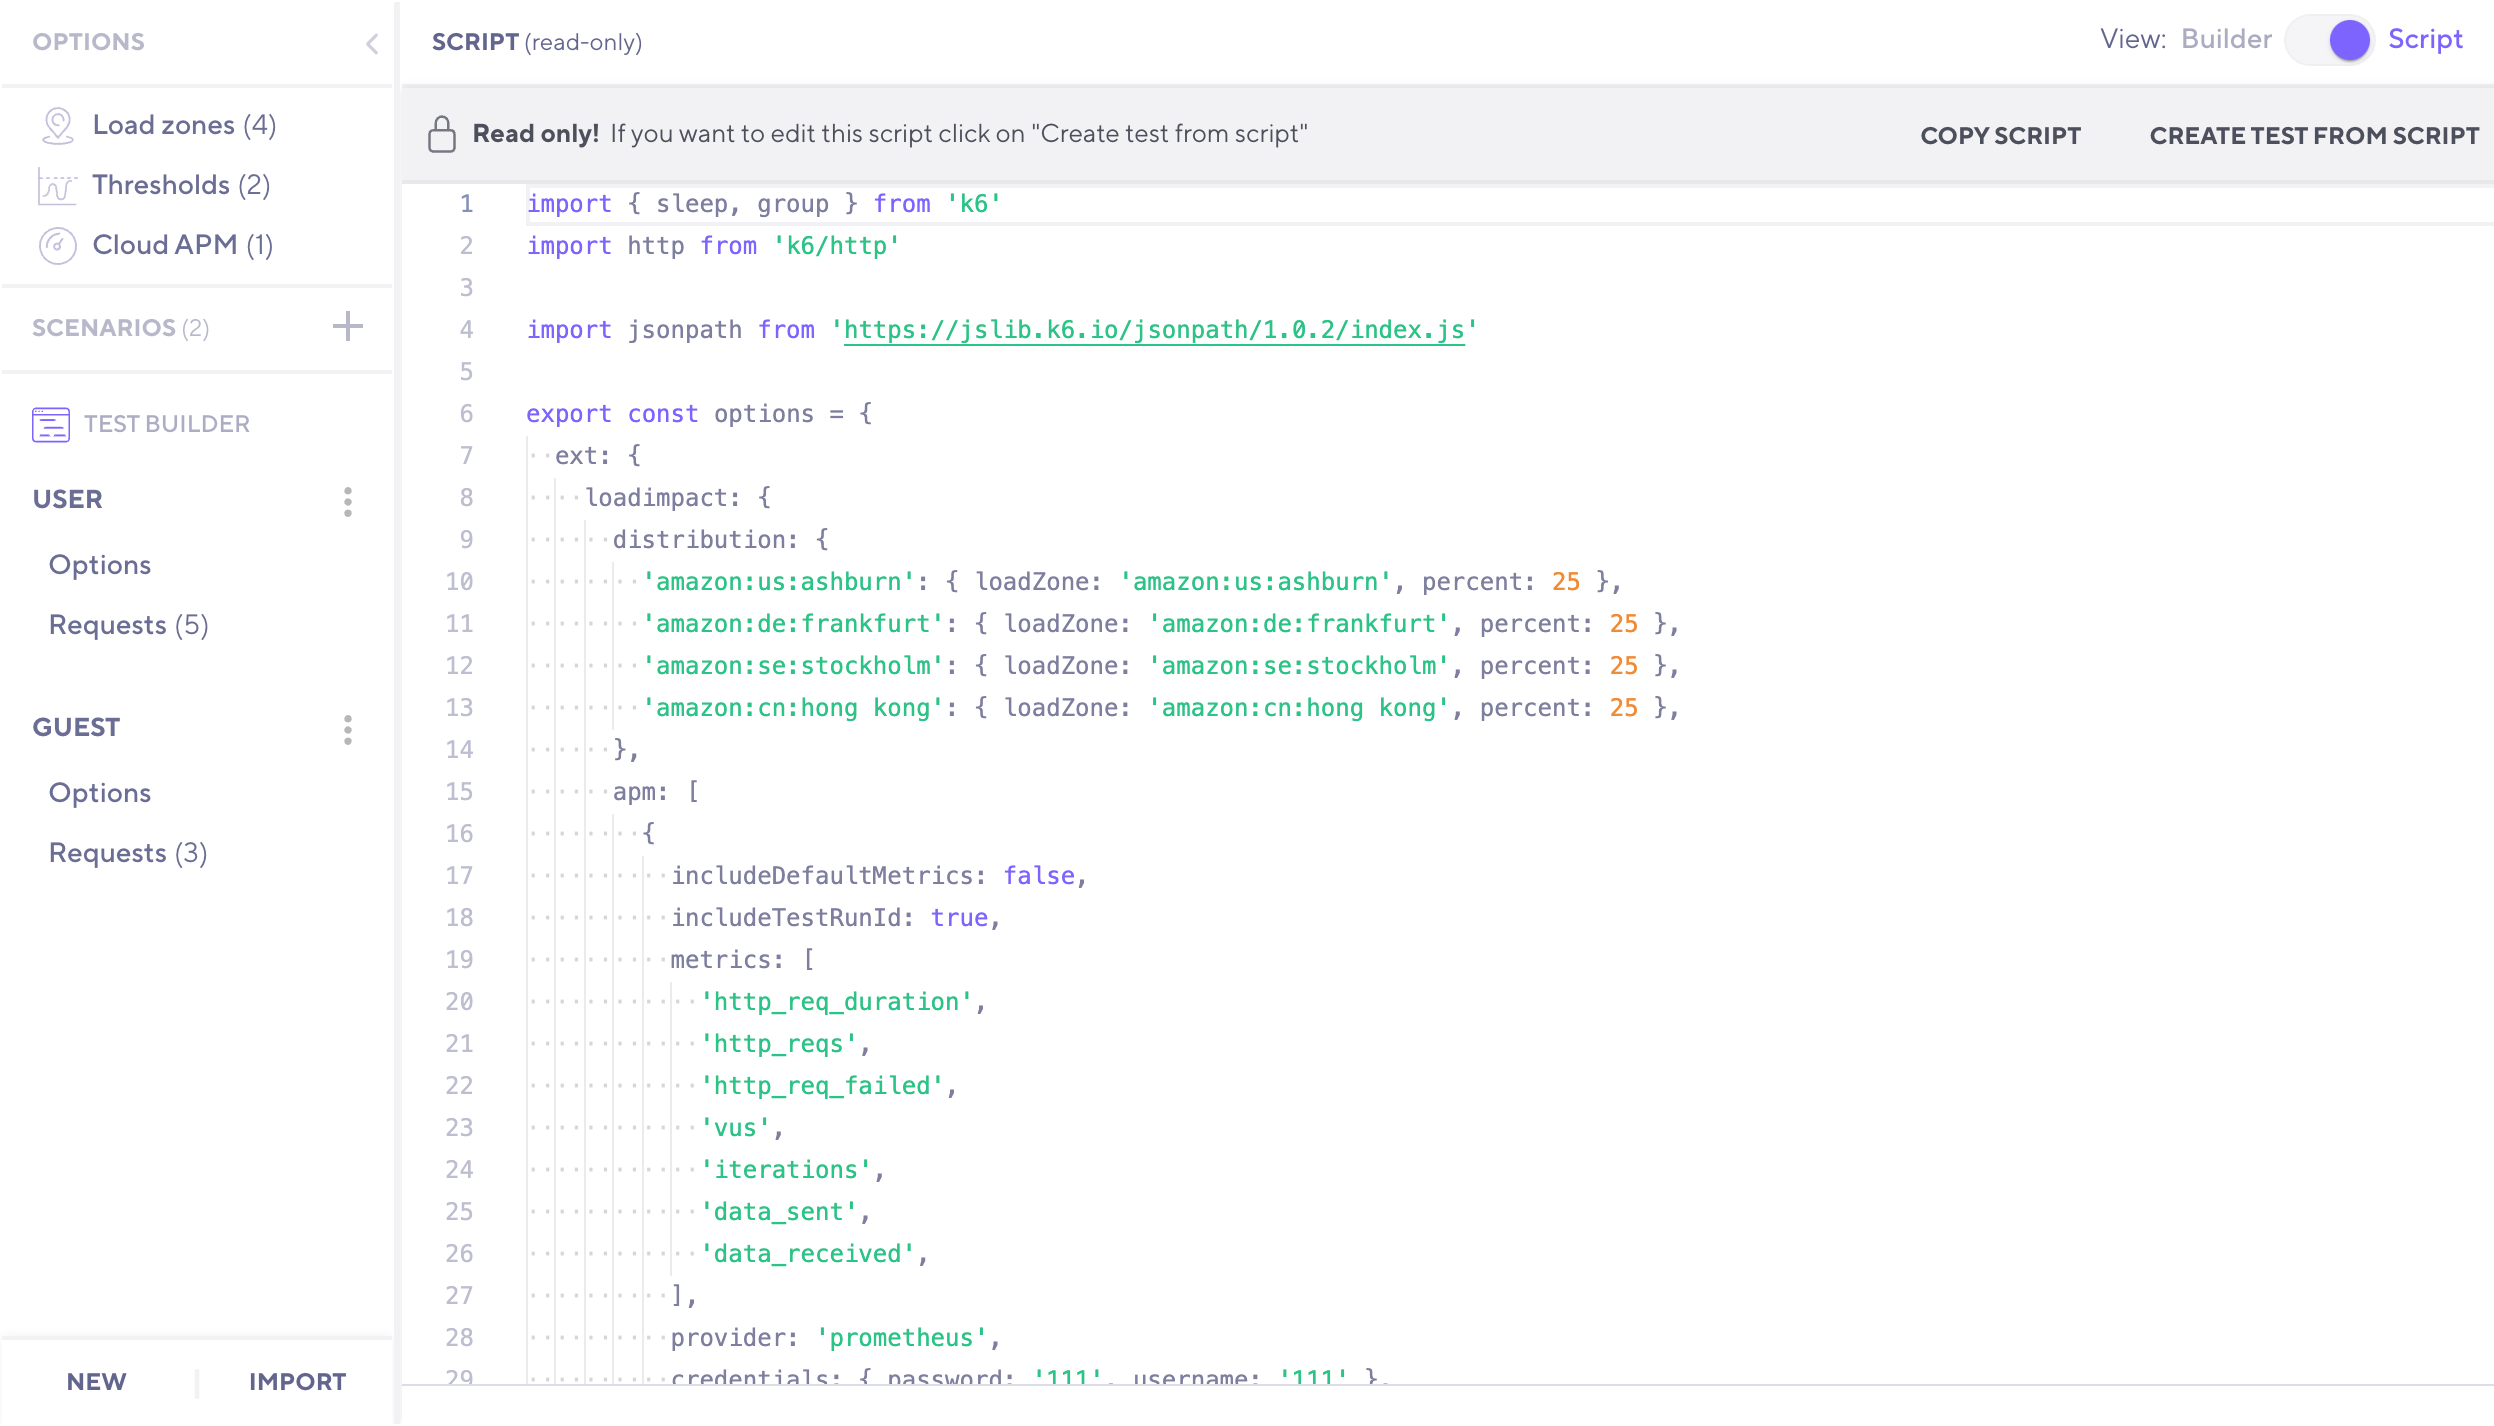 OPTIONS
Load zones (4)
Thresholds (2)
Cloud APM (1)
SCENARIOS (2)
TEST BUILDER
USER
Options
Requests (5)
GUEST
Options
Requests (3)
NEW
IMPORT
SCRIPT (read-only)
View: Builder Script
Read only! If you want to edit this script click on "Create test from script"
COPY SCRIPT
CREATE TEST FROM SCRIPT
1 import { sleep, group } from 'k6'
2 import http from 'k6/http'
3
4 import jsonpath from 'https://jslib.k6.io/jsonpath/1.0.2/index.js'
5
6 export const options = {
7 ext: {
8 loadimpact: {
9 distribution: {
10 'amazon:us:ashburn': { loadZone: 'amazon:us:ashburn', percent: 25 },
11 'amazon:de:frankfurt': { loadZone: 'amazon:de:frankfurt', percent: 25 },
12 'amazon:se:stockholm': { loadZone: 'amazon:se:stockholm', percent: 25 },
13 'amazon:cn:hong kong': { loadZone: 'amazon:cn:hong kong', percent: 25 },
14 },
15 apm: [
16 {
17 includeDefaultMetrics: false,
18 includeTestRunId: true,
19 metrics: [
20 'http_req_duration',
21 'http_reqs',
22 'http_req_failed',
23 'vus',
24 'iterations',
25 'data_sent',
26 'data_received',
27 ],
28 provider: 'prometheus',
29 credentials: { password: '111', username: '111' },